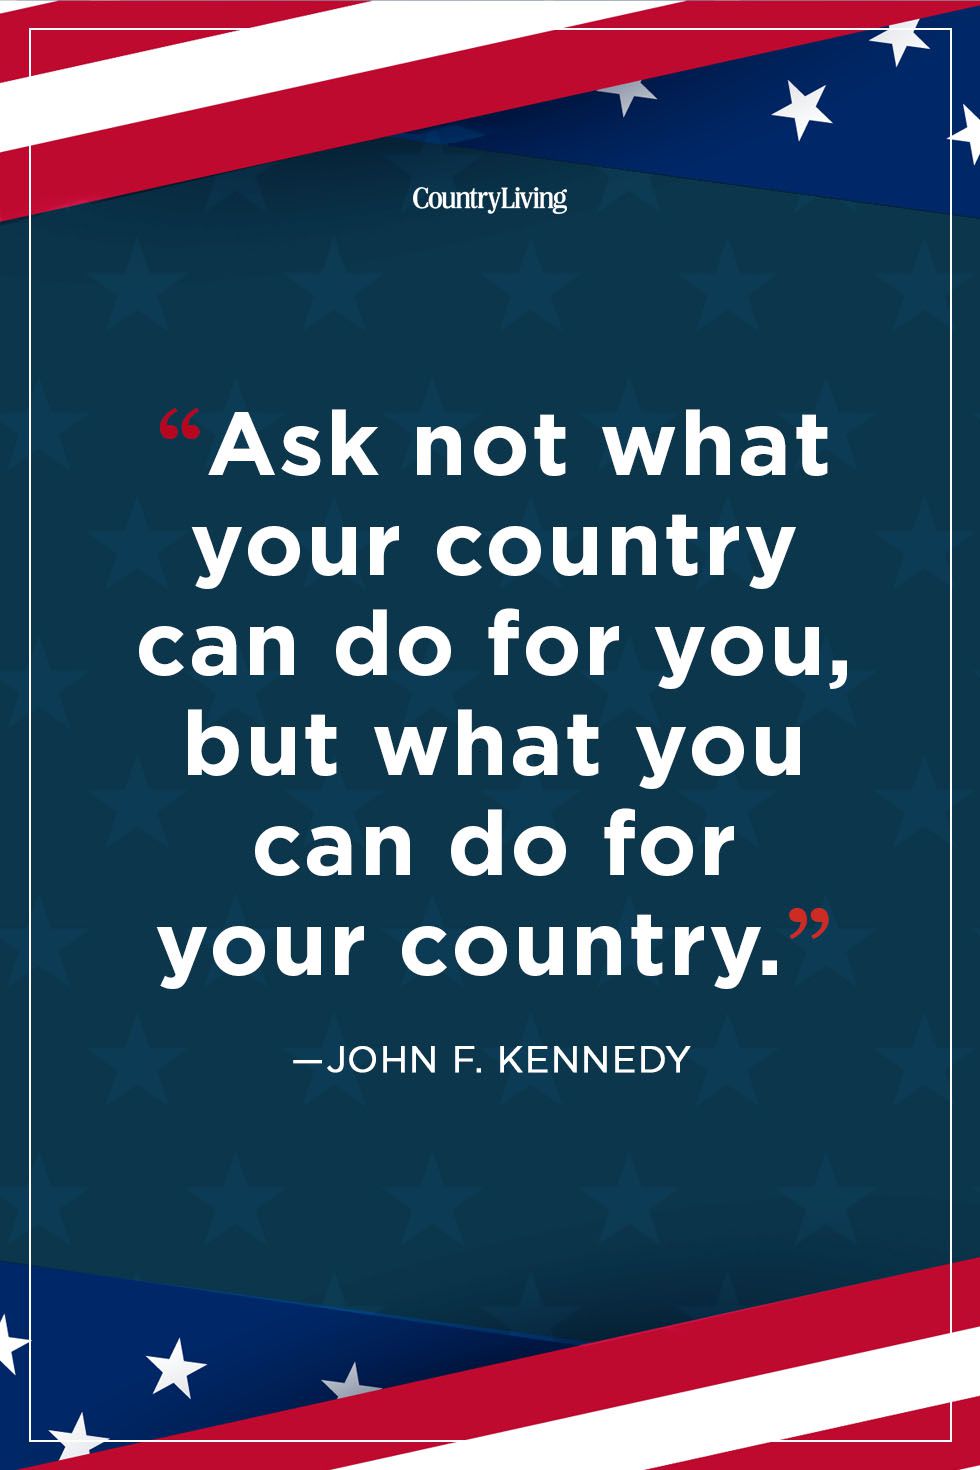 CountryLiving
“Ask not what
your country
can do for you,
but what you
can do for
your country.”
—JOHN F. KENNEDY